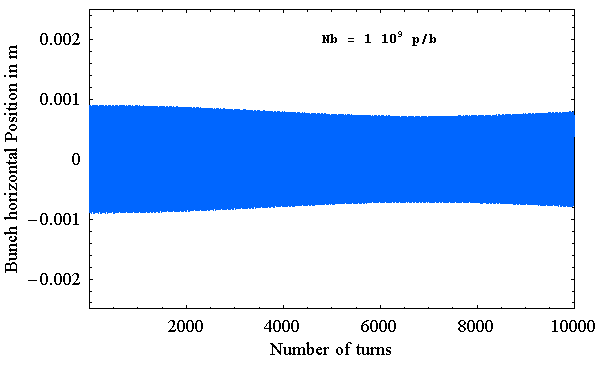 Nb = 1 10⁹ p/b
Bunch horizontal Position in m
0.002
0.001
0
−0.001
−0.002
2000 4000 6000 8000 10000
Number of turns